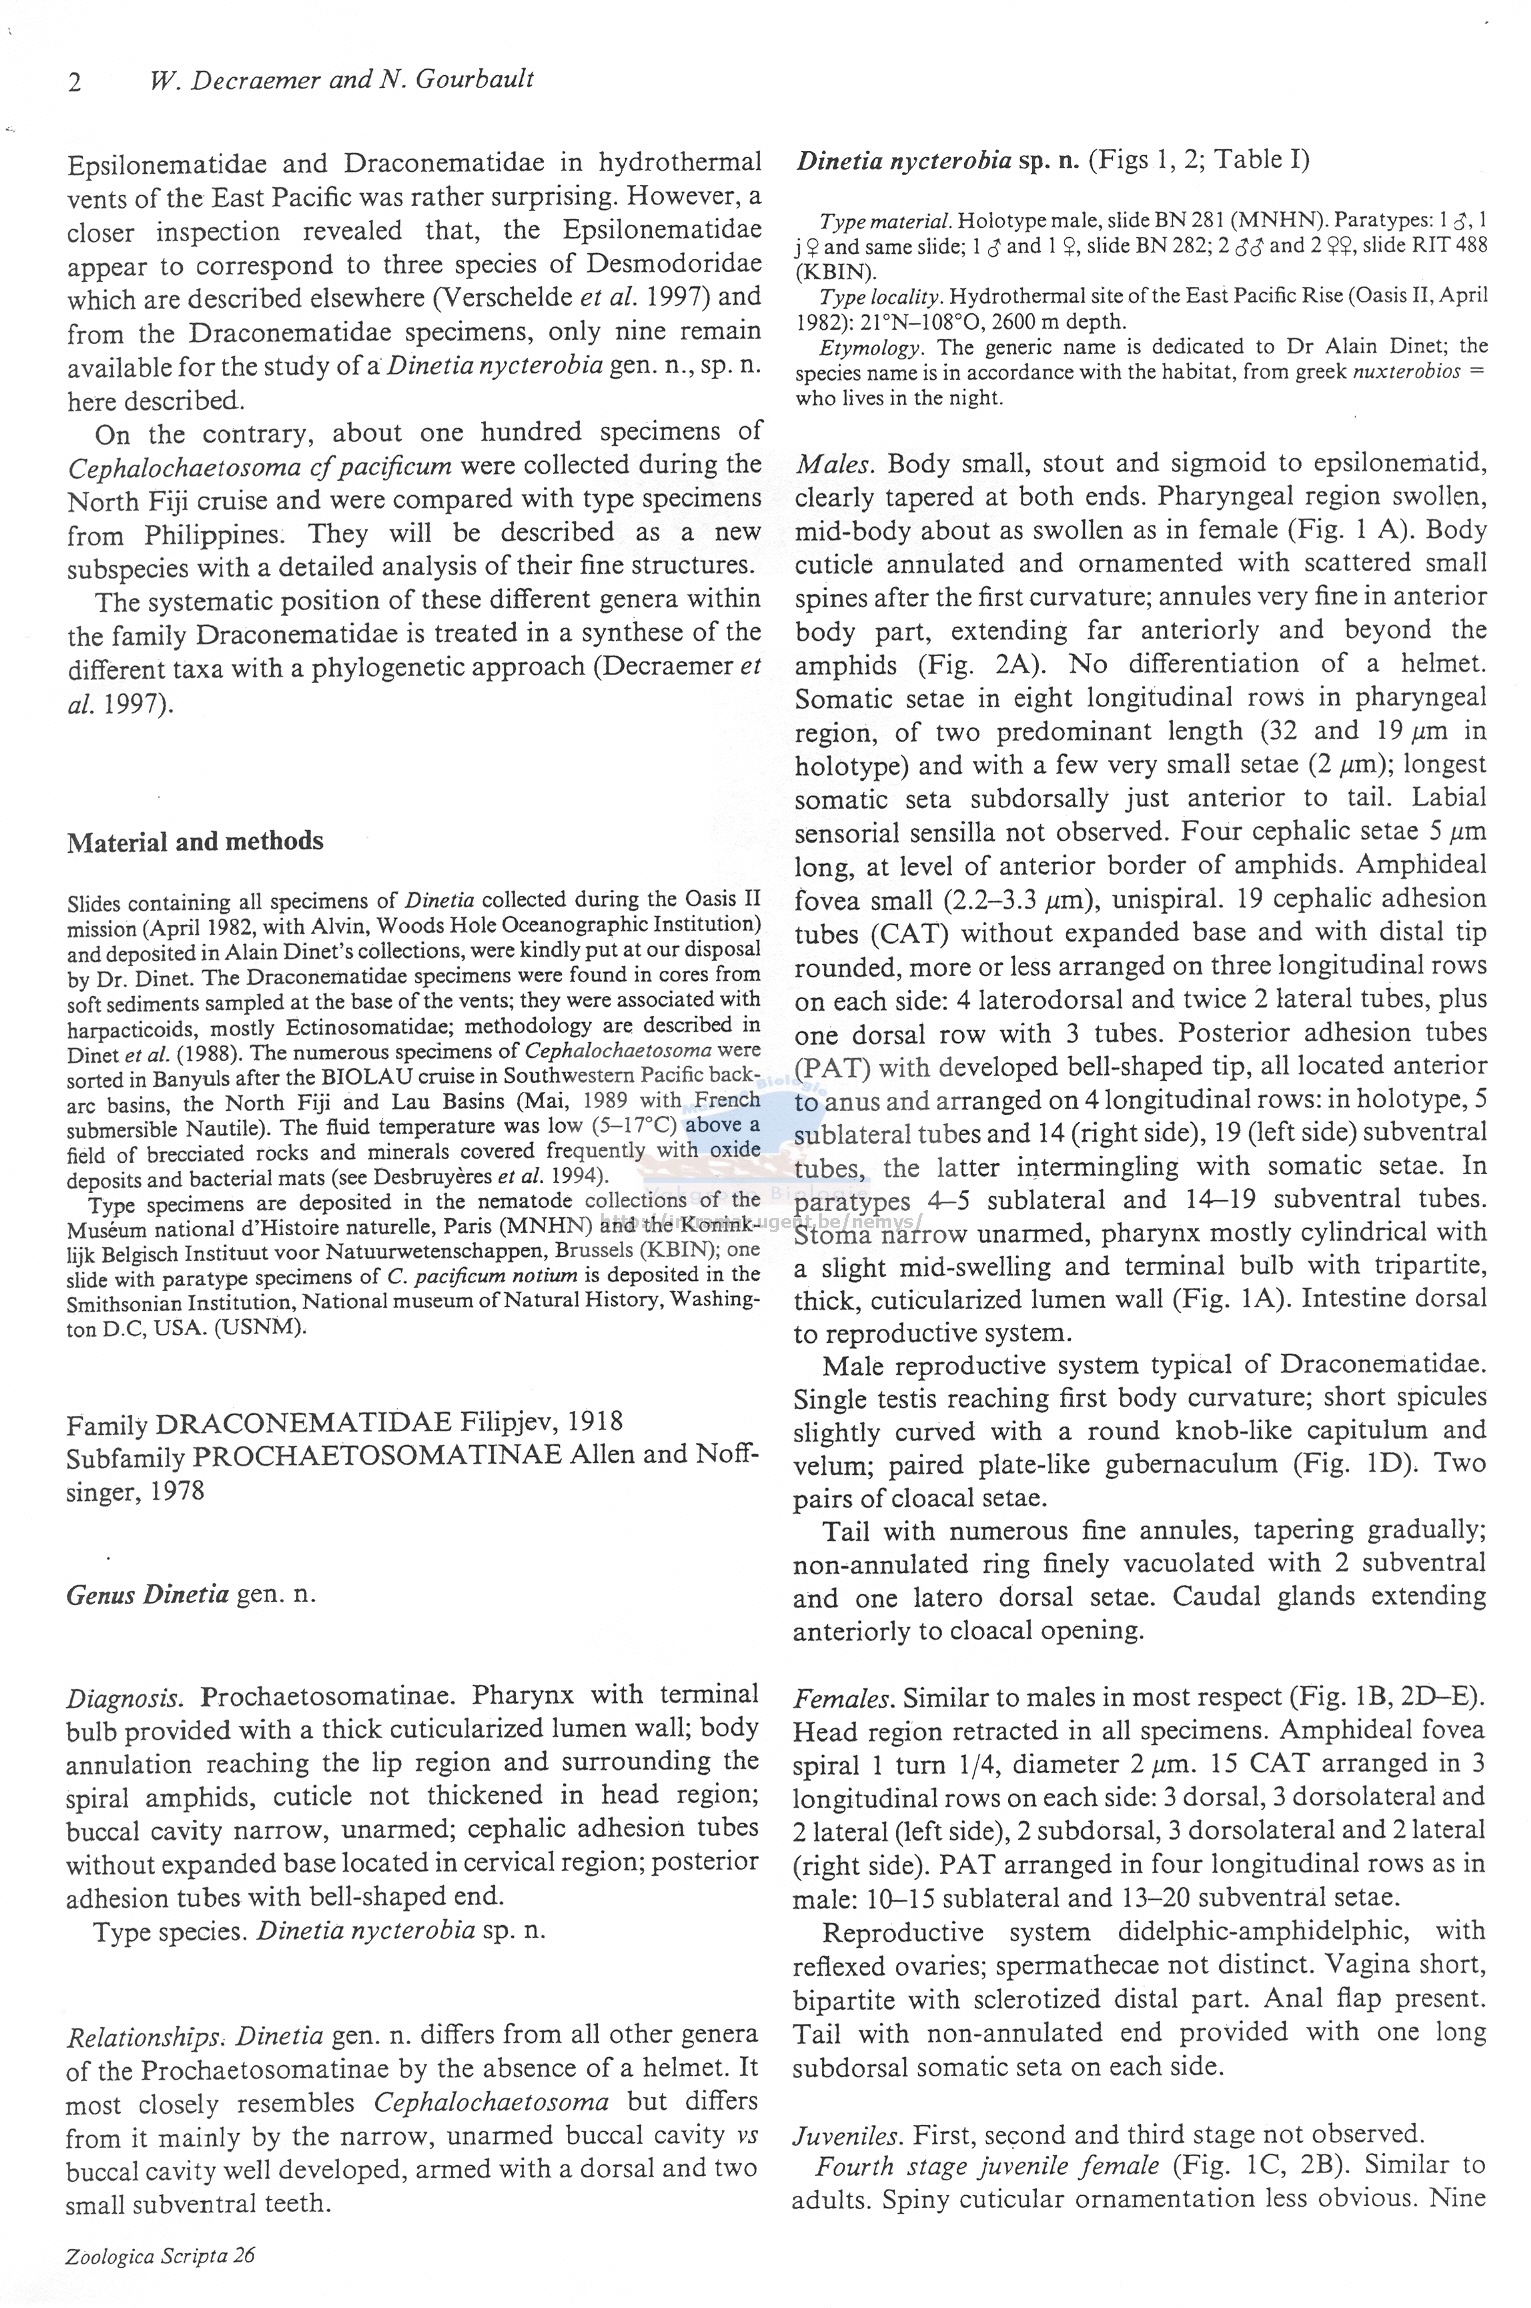 2 W. Decraemer and N. Gourbault
Epsilonematidae and Draconematidae in hydrothermal
vents of the East Pacific was rather surprising. However, a
closer inspection revealed that, the Epsilonematidae
appear to correspond to three species of Desmodoridae
which are described elsewhere (Verschelde et al. 1997) and
from the Draconematidae specimens, only nine remain
available for the study of a Dinetia nycterobia gen. n., sp. n.
here described.
On the contrary, about one hundred specimens of
Cephalochaetosoma cf pacificum were collected during the
North Fiji cruise and were compared with type specimens
from Philippines. They will be described as a new
subspecies with a detailed analysis of their fine structures.
The systematic position of these different genera within
the family Draconematidae is treated in a synthese of the
different taxa with a phylogenetic approach (Decraemer et
al. 1997).
Material and methods
Slides containing all specimens of Dinetia collected during the Oasis II
mission (April 1982, with Alvin, Woods Hole Oceanographic Institution)
and deposited in Alain Dinet's collections, were kindly put at our disposal
by Dr. Dinet. The Draconematidae specimens were found in cores from
soft sediments sampled at the base of the vents; they were associated with
harpacticoids, mostly Ectinosomatidae; methodology are described in
Dinet et al. (1988). The numerous specimens of Cephalochaetosoma were
sorted in Banyuls after the BIOLAU cruise in Southwestern Pacific back-
arc basins, the North Fiji and Lau Basins (Mai, 1989 with French
submersible Nautile). The fluid temperature was low (5–17°C) above a
field of brecciated rocks and minerals covered frequently with oxide
deposits and bacterial mats (see Desbruyères et al. 1994).
Type specimens are deposited in the nematode collections of the
Muséum national d'Histoire naturelle, Paris (MNHN) and the Konink-
lijk Belgisch Instituut voor Natuurwetenschappen, Brussels (KBIN); one
slide with paratype specimens of C. pacificum notium is deposited in the
Smithsonian Institution, National museum of Natural History, Washing-
ton D.C, USA. (USNM).
Family DRACONEMATIDAE Filipjev, 1918
Subfamily PROCHAETOSOMATINAE Allen and Noff-
singer, 1978
Genus Dinetia gen. n.
Diagnosis. Prochaetosomatinae. Pharynx with terminal
bulb provided with a thick cuticularized lumen wall; body
annulation reaching the lip region and surrounding the
spiral amphids, cuticle not thickened in head region;
buccal cavity narrow, unarmed; cephalic adhesion tubes
without expanded base located in cervical region; posterior
adhesion tubes with bell-shaped end.
Type species. Dinetia nycterobia sp. n.
Relationships. Dinetia gen. n. differs from all other genera
of the Prochaetosomatinae by the absence of a helmet. It
most closely resembles Cephalochaetosoma but differs
from it mainly by the narrow, unarmed buccal cavity vs
buccal cavity well developed, armed with a dorsal and two
small subventral teeth.
Zoologica Scripta 26
Dinetia nycterobia sp. n. (Figs 1, 2; Table I)
Type material. Holotype male, slide BN 281 (MNHN). Paratypes: 1 ♂, 1
j ♀ and same slide; 1 ♂ and 1 ♀, slide BN 282; 2 ♂♂ and 2 ♀♀, slide RIT 488
(KBIN).
Type locality. Hydrothermal site of the East Pacific Rise (Oasis II, April
1982): 21°N–108°O, 2600 m depth.
Etymology. The generic name is dedicated to Dr Alain Dinet; the
species name is in accordance with the habitat, from greek nuxterobios =
who lives in the night.
Males. Body small, stout and sigmoid to epsilonematid,
clearly tapered at both ends. Pharyngeal region swollen,
mid-body about as swollen as in female (Fig. 1 A). Body
cuticle annulated and ornamented with scattered small
spines after the first curvature; annules very fine in anterior
body part, extending far anteriorly and beyond the
amphids (Fig. 2A). No differentiation of a helmet.
Somatic setae in eight longitudinal rows in pharyngeal
region, of two predominant length (32 and 19 µm in
holotype) and with a few very small setae (2 µm); longest
somatic seta subdorsally just anterior to tail. Labial
sensorial sensilla not observed. Four cephalic setae 5 µm
long, at level of anterior border of amphids. Amphideal
fovea small (2.2–3.3 µm), unispiral. 19 cephalic adhesion
tubes (CAT) without expanded base and with distal tip
rounded, more or less arranged on three longitudinal rows
on each side: 4 laterodorsal and twice 2 lateral tubes, plus
one dorsal row with 3 tubes. Posterior adhesion tubes
(PAT) with developed bell-shaped tip, all located anterior
to anus and arranged on 4 longitudinal rows: in holotype, 5
sublateral tubes and 14 (right side), 19 (left side) subventral
tubes, the latter intermingling with somatic setae. In
paratypes 4–5 sublateral and 14–19 subventral tubes.
Stoma narrow unarmed, pharynx mostly cylindrical with
a slight mid-swelling and terminal bulb with tripartite,
thick, cuticularized lumen wall (Fig. 1A). Intestine dorsal
to reproductive system.
Male reproductive system typical of Draconematidae.
Single testis reaching first body curvature; short spicules
slightly curved with a round knob-like capitulum and
velum; paired plate-like gubernaculum (Fig. 1D). Two
pairs of cloacal setae.
Tail with numerous fine annules, tapering gradually;
non-annulated ring finely vacuolated with 2 subventral
and one latero dorsal setae. Caudal glands extending
anteriorly to cloacal opening.
Females. Similar to males in most respect (Fig. 1B, 2D–E).
Head region retracted in all specimens. Amphideal fovea
spiral 1 turn 1/4, diameter 2 µm. 15 CAT arranged in 3
longitudinal rows on each side: 3 dorsal, 3 dorsolateral and
2 lateral (left side), 2 subdorsal, 3 dorsolateral and 2 lateral
(right side). PAT arranged in four longitudinal rows as in
male: 10–15 sublateral and 13–20 subventral setae.
Reproductive system didelphic-amphidelphic, with
reflexed ovaries; spermathecae not distinct. Vagina short,
bipartite with sclerotized distal part. Anal flap present.
Tail with non-annulated end provided with one long
subdorsal somatic seta on each side.
Juveniles. First, second and third stage not observed.
Fourth stage juvenile female (Fig. 1C, 2B). Similar to
adults. Spiny cuticular ornamentation less obvious. Nine